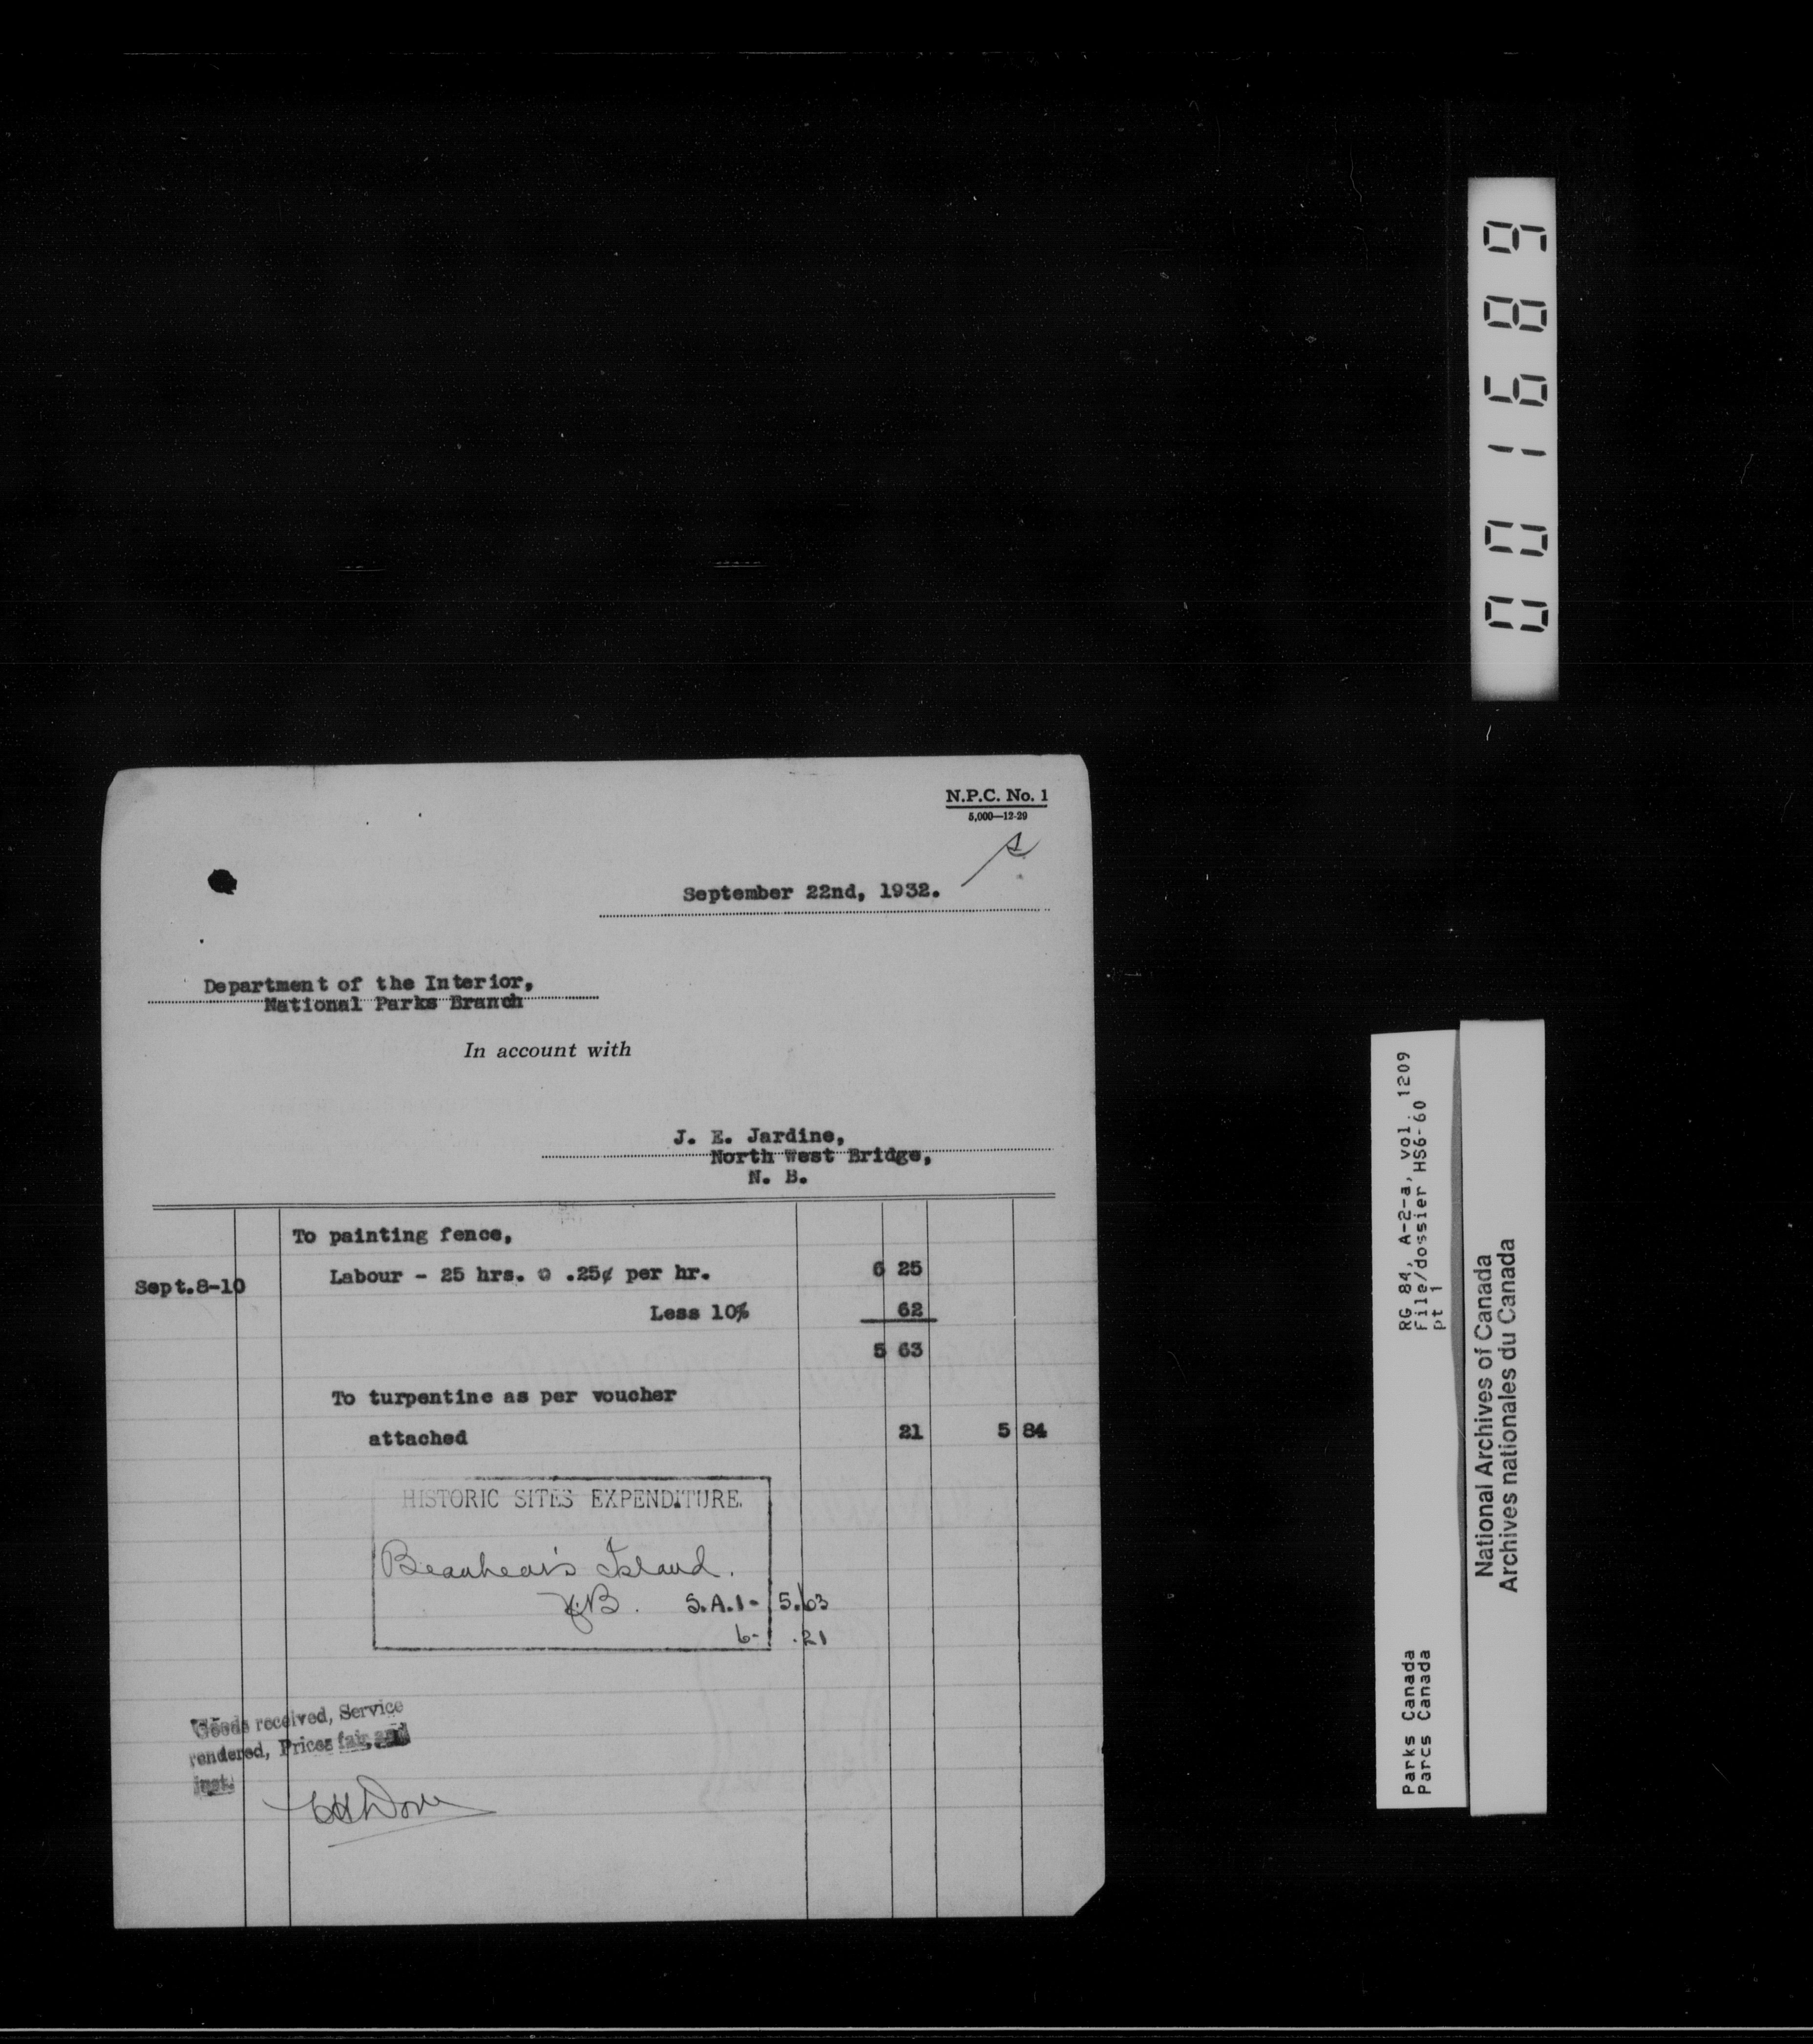 N.P.C. No. 1
5,000—12-29
September 22nd, 1932.
Department of the Interior,
National Parks Branch
In account with
J. E. Jardine,
North West Bridge,
N. B.
To painting fence,
Sept.8-10 Labour - 25 hrs. @ .25¢ per hr. 6 25
Less 10% 62
5 63
To turpentine as per voucher
attached 21 5 84
HISTORIC SITES EXPENDITURE.
Beaubear's Island.
N.B. S.A.1- 5.63
6- .21
Goods received, Service
rendered, Prices fair and
just.
001689
RG 84, A-2-a, vol. 1209
File/dossier HS6-60
pt 1
Parks Canada
Parcs Canada
National Archives of Canada
Archives nationales du Canada